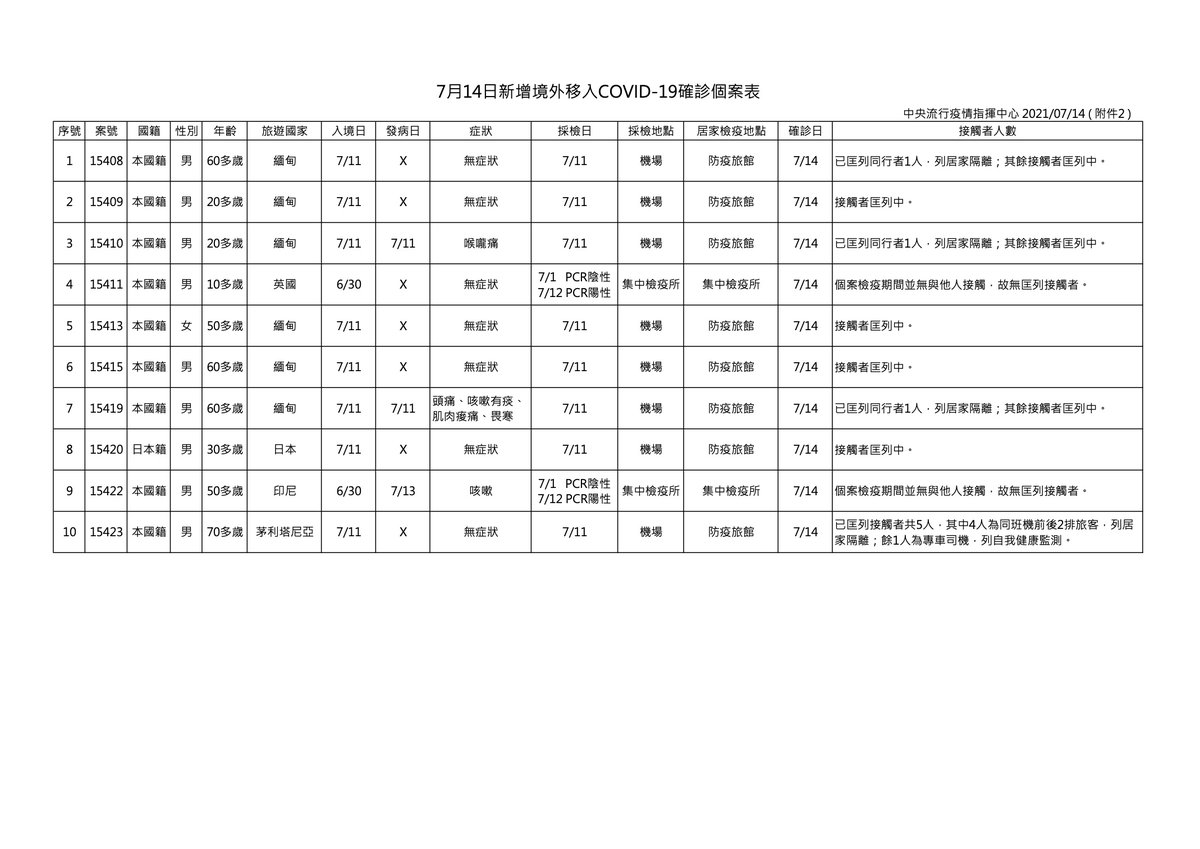 7月14日新增境外移入COVID-19確診個案表
中央流行疫情指揮中心 2021/07/14 ( 附件2 )
序號 案號 國籍 性別 年齡 旅遊國家 入境日 發病日 症狀 採檢日 採檢地點 居家檢疫地點 確診日 接觸者人數
1 15408 本國籍 男 60多歲 緬甸 7/11 X 無症狀 7/11 機場 防疫旅館 7/14 已匡列同行者1人，列居家隔離；其餘接觸者匡列中。
2 15409 本國籍 男 20多歲 緬甸 7/11 X 無症狀 7/11 機場 防疫旅館 7/14 接觸者匡列中。
3 15410 本國籍 男 20多歲 緬甸 7/11 7/11 喉嚨痛 7/11 機場 防疫旅館 7/14 已匡列同行者1人，列居家隔離；其餘接觸者匡列中。
4 15411 本國籍 男 10多歲 英國 6/30 X 無症狀 7/1 PCR陰性 集中檢疫所 集中檢疫所 7/14 個案檢疫期間並無與他人接觸，故無匡列接觸者。
7/12 PCR陽性
5 15413 本國籍 女 50多歲 緬甸 7/11 X 無症狀 7/11 機場 防疫旅館 7/14 接觸者匡列中。
6 15415 本國籍 男 60多歲 緬甸 7/11 X 無症狀 7/11 機場 防疫旅館 7/14 接觸者匡列中。
7 15419 本國籍 男 60多歲 緬甸 7/11 7/11 頭痛、咳嗽有痰、 7/11 機場 防疫旅館 7/14 已匡列同行者1人，列居家隔離；其餘接觸者匡列中。
肌肉痠痛、畏寒
8 15420 日本籍 男 30多歲 日本 7/11 X 無症狀 7/11 機場 防疫旅館 7/14 接觸者匡列中。
9 15422 本國籍 男 50多歲 印尼 6/30 7/13 咳嗽 7/1 PCR陰性 集中檢疫所 集中檢疫所 7/14 個案檢疫期間並無與他人接觸，故無匡列接觸者。
7/12 PCR陽性
10 15423 本國籍 男 70多歲 茅利塔尼亞 7/11 X 無症狀 7/11 機場 防疫旅館 7/14 已匡列接觸者共5人，其中4人為同班機前後2排旅客，列居
家隔離；餘1人為專車司機，列自我健康監測。